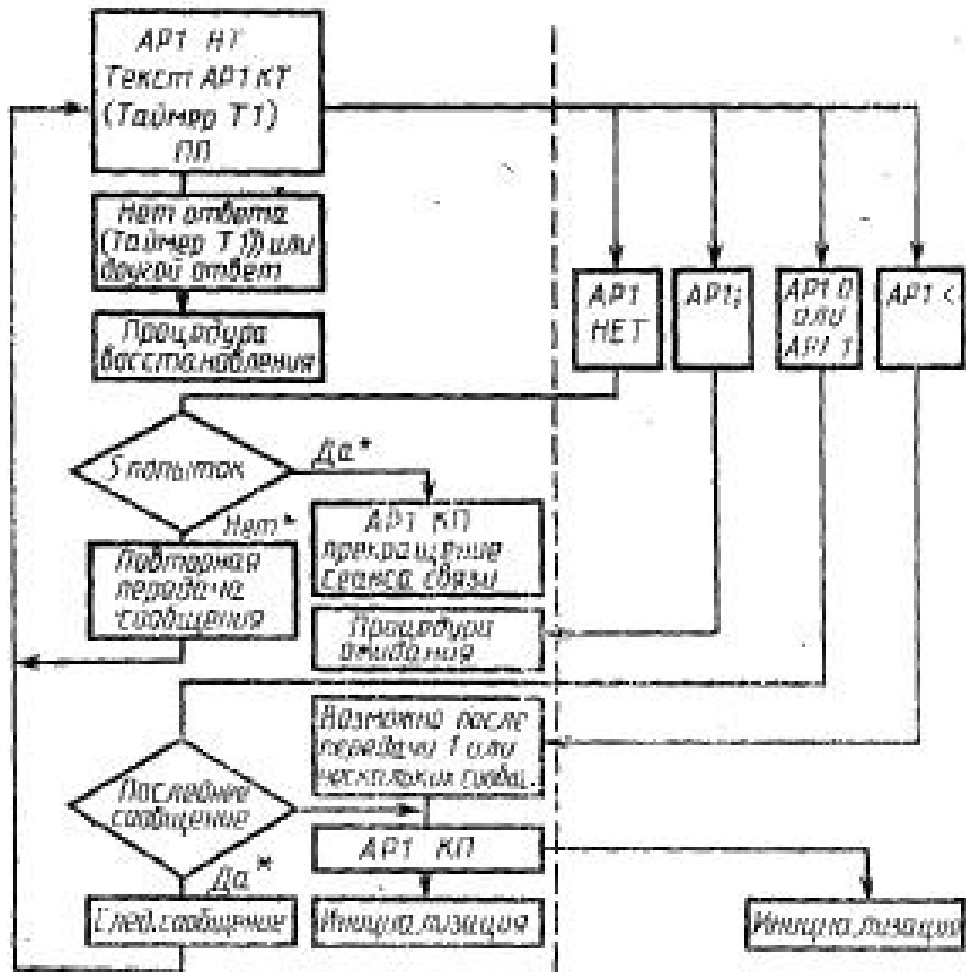 АР1 НТ
Текст АР1 КТ
(Таймер Т1)
ПП
Нет ответа
(Таймер Т1)) или
другой ответ
Процедура
восстановления
АР1
НЕТ
АР1;
АР1 0
или
АР1 1
АР1 <
5 попыток
Да*
Нет*
АР1 КП
прекращение
сеанса связи
Повторная
передача
сообщения
Процедура
ожидания
Возможно после
передачи 1 или
нескольких сообщ.
Последнее
сообщение
Да*
АР1 КП
След. сообщение
Инициализация
Инициализация